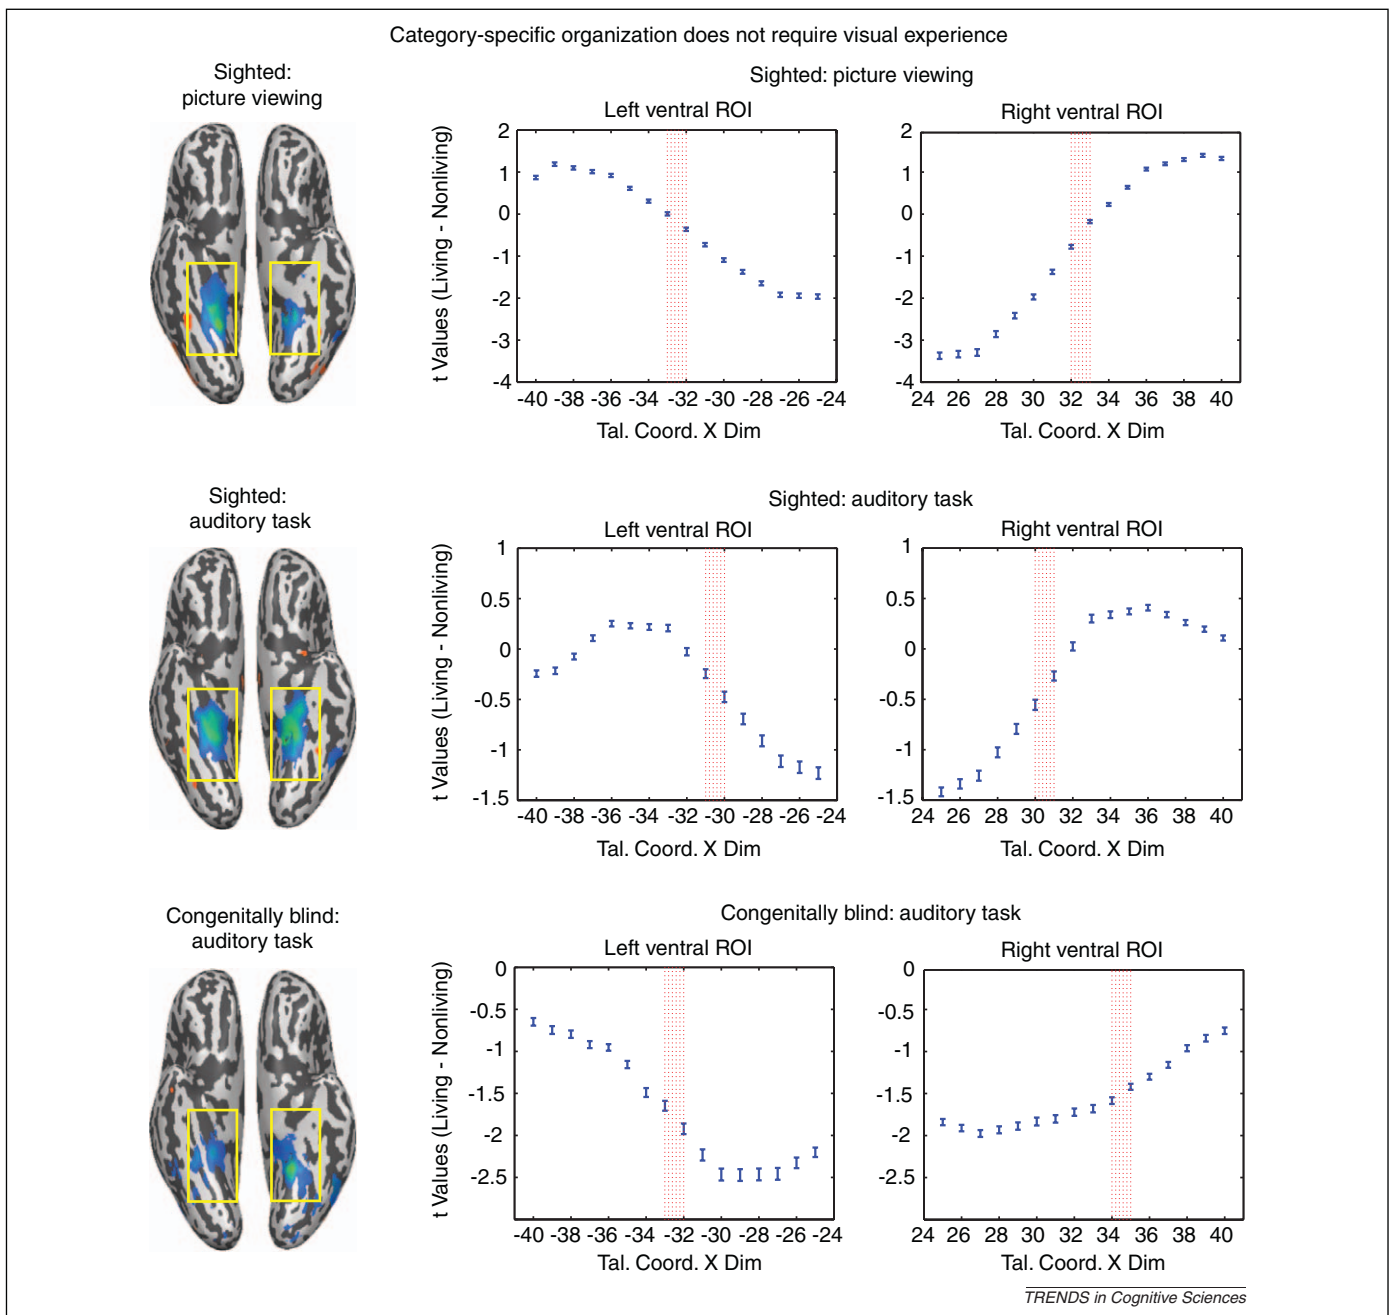 Category-specific organization does not require visual experience
Sighted:
picture viewing
Sighted: picture viewing
Left ventral ROI
Right ventral ROI
t Values (Living - Nonliving)
2
1
0
-1
-2
-3
-4
-40 -38 -36 -34 -32 -30 -28 -26 -24
Tal. Coord. X Dim
2
1
0
-1
-2
-3
-4
24 26 28 30 32 34 36 38 40
Tal. Coord. X Dim
Sighted:
auditory task
Sighted: auditory task
Left ventral ROI
Right ventral ROI
t Values (Living - Nonliving)
1
0.5
0
-0.5
-1
-1.5
-40 -38 -36 -34 -32 -30 -28 -26 -24
Tal. Coord. X Dim
1
0.5
0
-0.5
-1
-1.5
24 26 28 30 32 34 36 38 40
Tal. Coord. X Dim
Congenitally blind:
auditory task
Congenitally blind: auditory task
Left ventral ROI
Right ventral ROI
t Values (Living - Nonliving)
0
-0.5
-1
-1.5
-2
-2.5
-40 -38 -36 -34 -32 -30 -28 -26 -24
Tal. Coord. X Dim
0
-0.5
-1
-1.5
-2
-2.5
24 26 28 30 32 34 36 38 40
Tal. Coord. X Dim
TRENDS in Cognitive Sciences